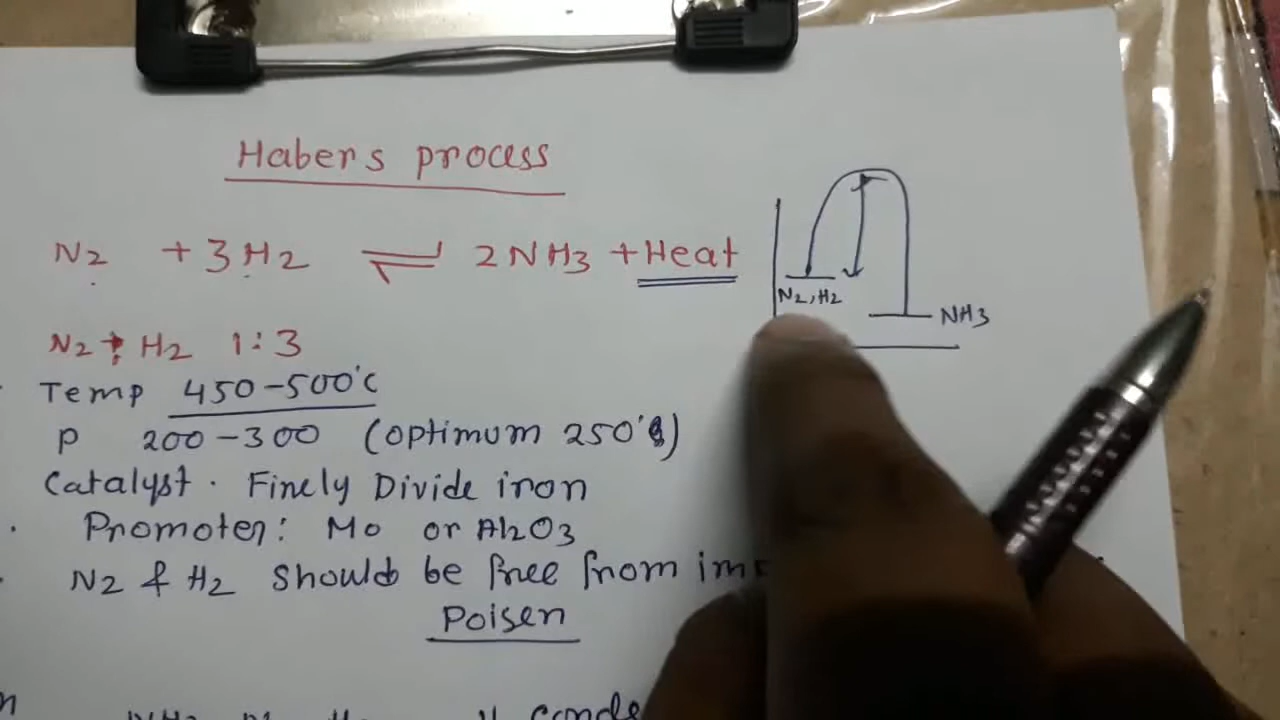 Habers process
N2 + 3H2 ⇌ 2NH3 + Heat
N2, H2
NH3
N2 : H2 1:3
Temp 450-500°C
P 200-300 (optimum 250
Catalyst. Finely Divide iron
Promoter: Mo or Al2O3
N2 & H2 should be free from
Poisen